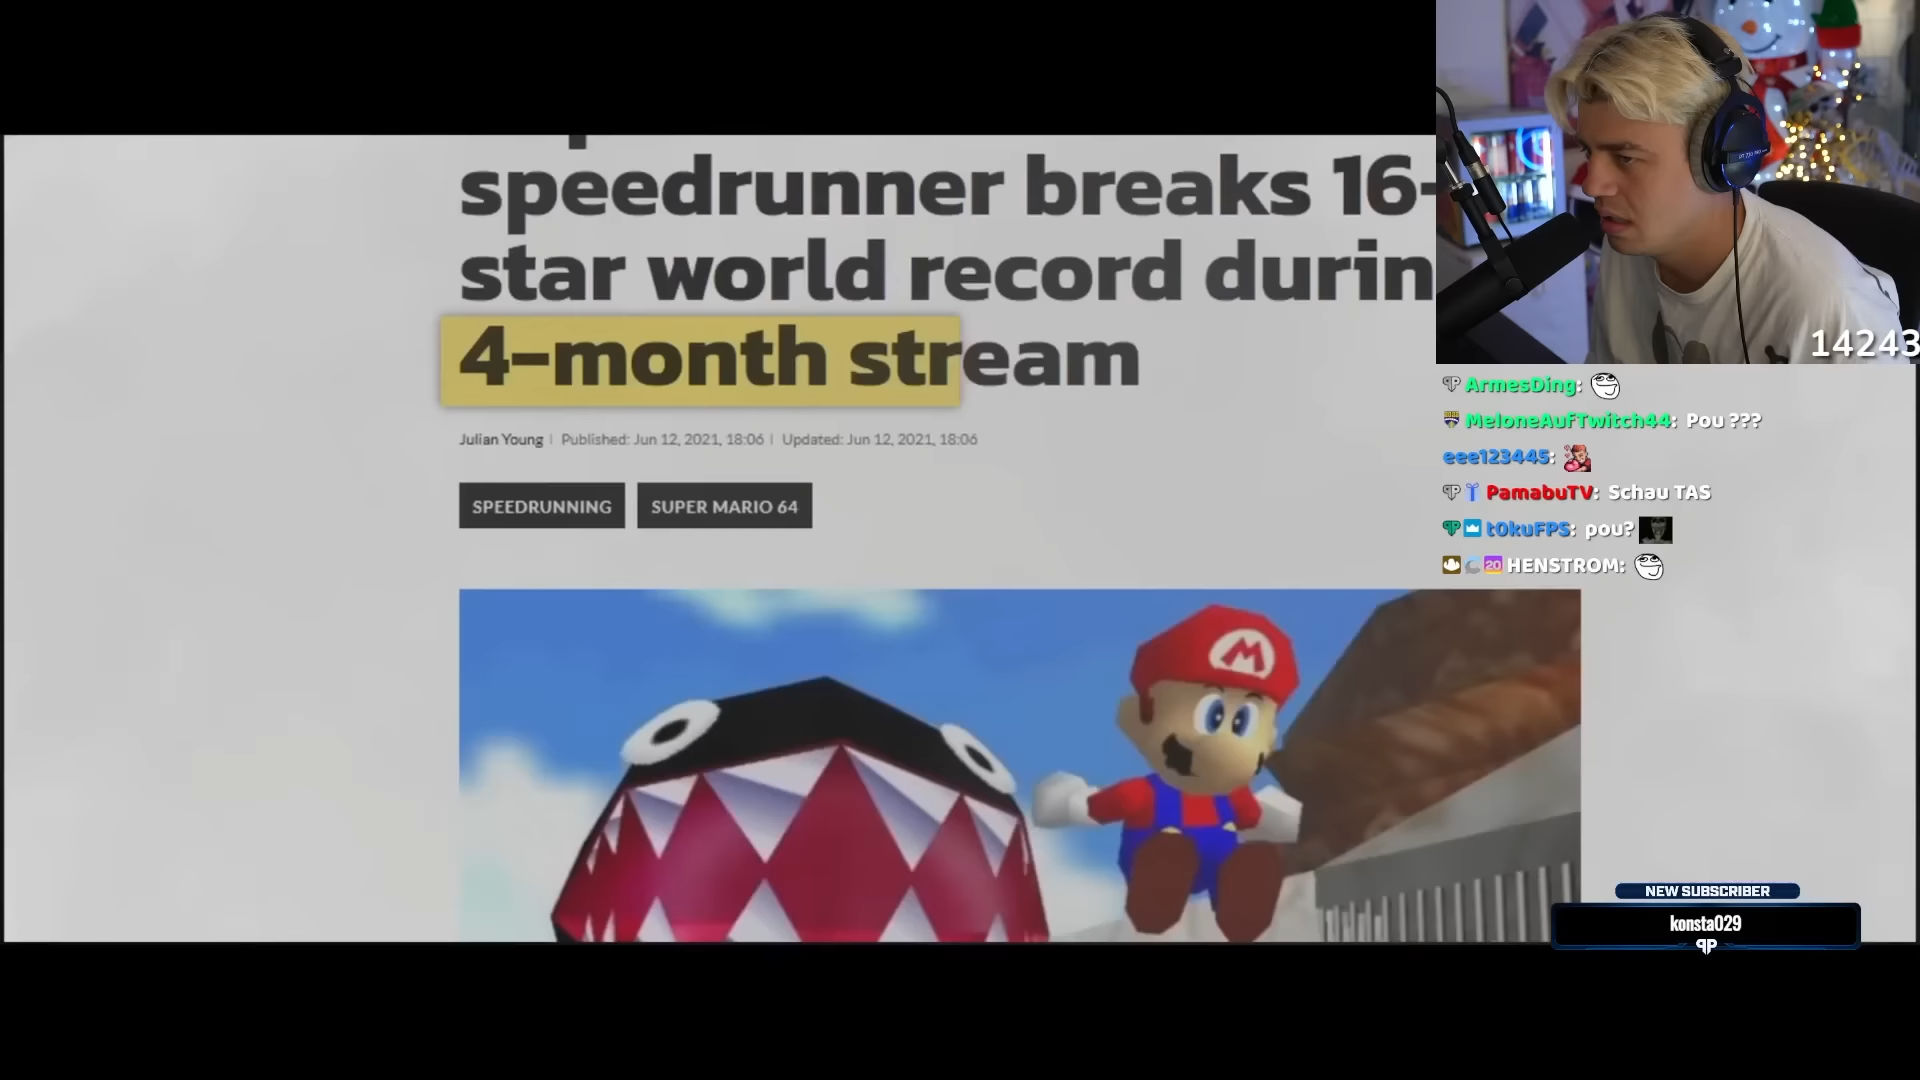 speedrunner breaks 16-
star world record durin
4-month stream
Julian Young | Published: Jun 12, 2021, 18:06 | Updated: Jun 12, 2021, 18:06
SPEEDRUNNING SUPER MARIO 64
M
14243
ArmesDing:
MeloneAufTwitch44: Pou ???
eee123445:
PamabuTV: Schau TAS
t0kuFPS: pou?
20 HENSTROM:
NEW SUBSCRIBER
konsta029